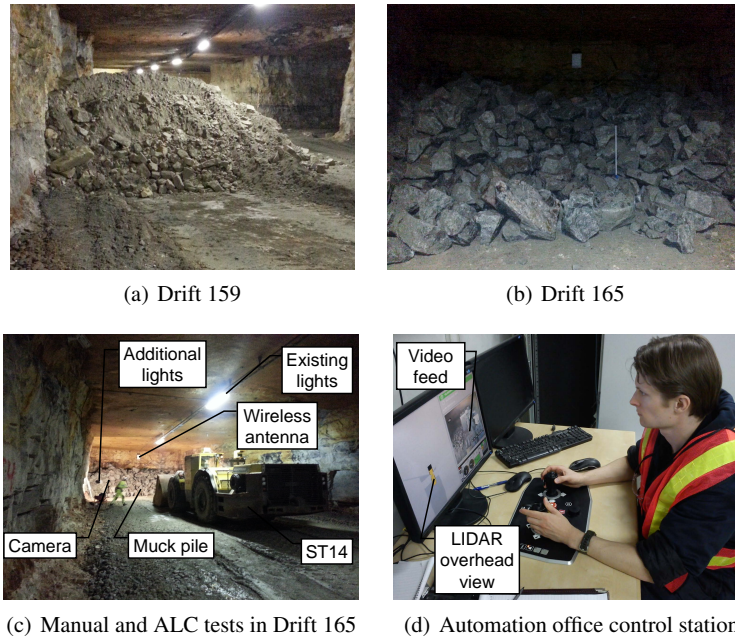 (a) Drift 159
(b) Drift 165
Additional
lights
Existing
lights
Wireless
antenna
Camera
Muck pile
ST14
Video
feed
LIDAR
overhead
view
(c) Manual and ALC tests in Drift 165
(d) Automation office control station